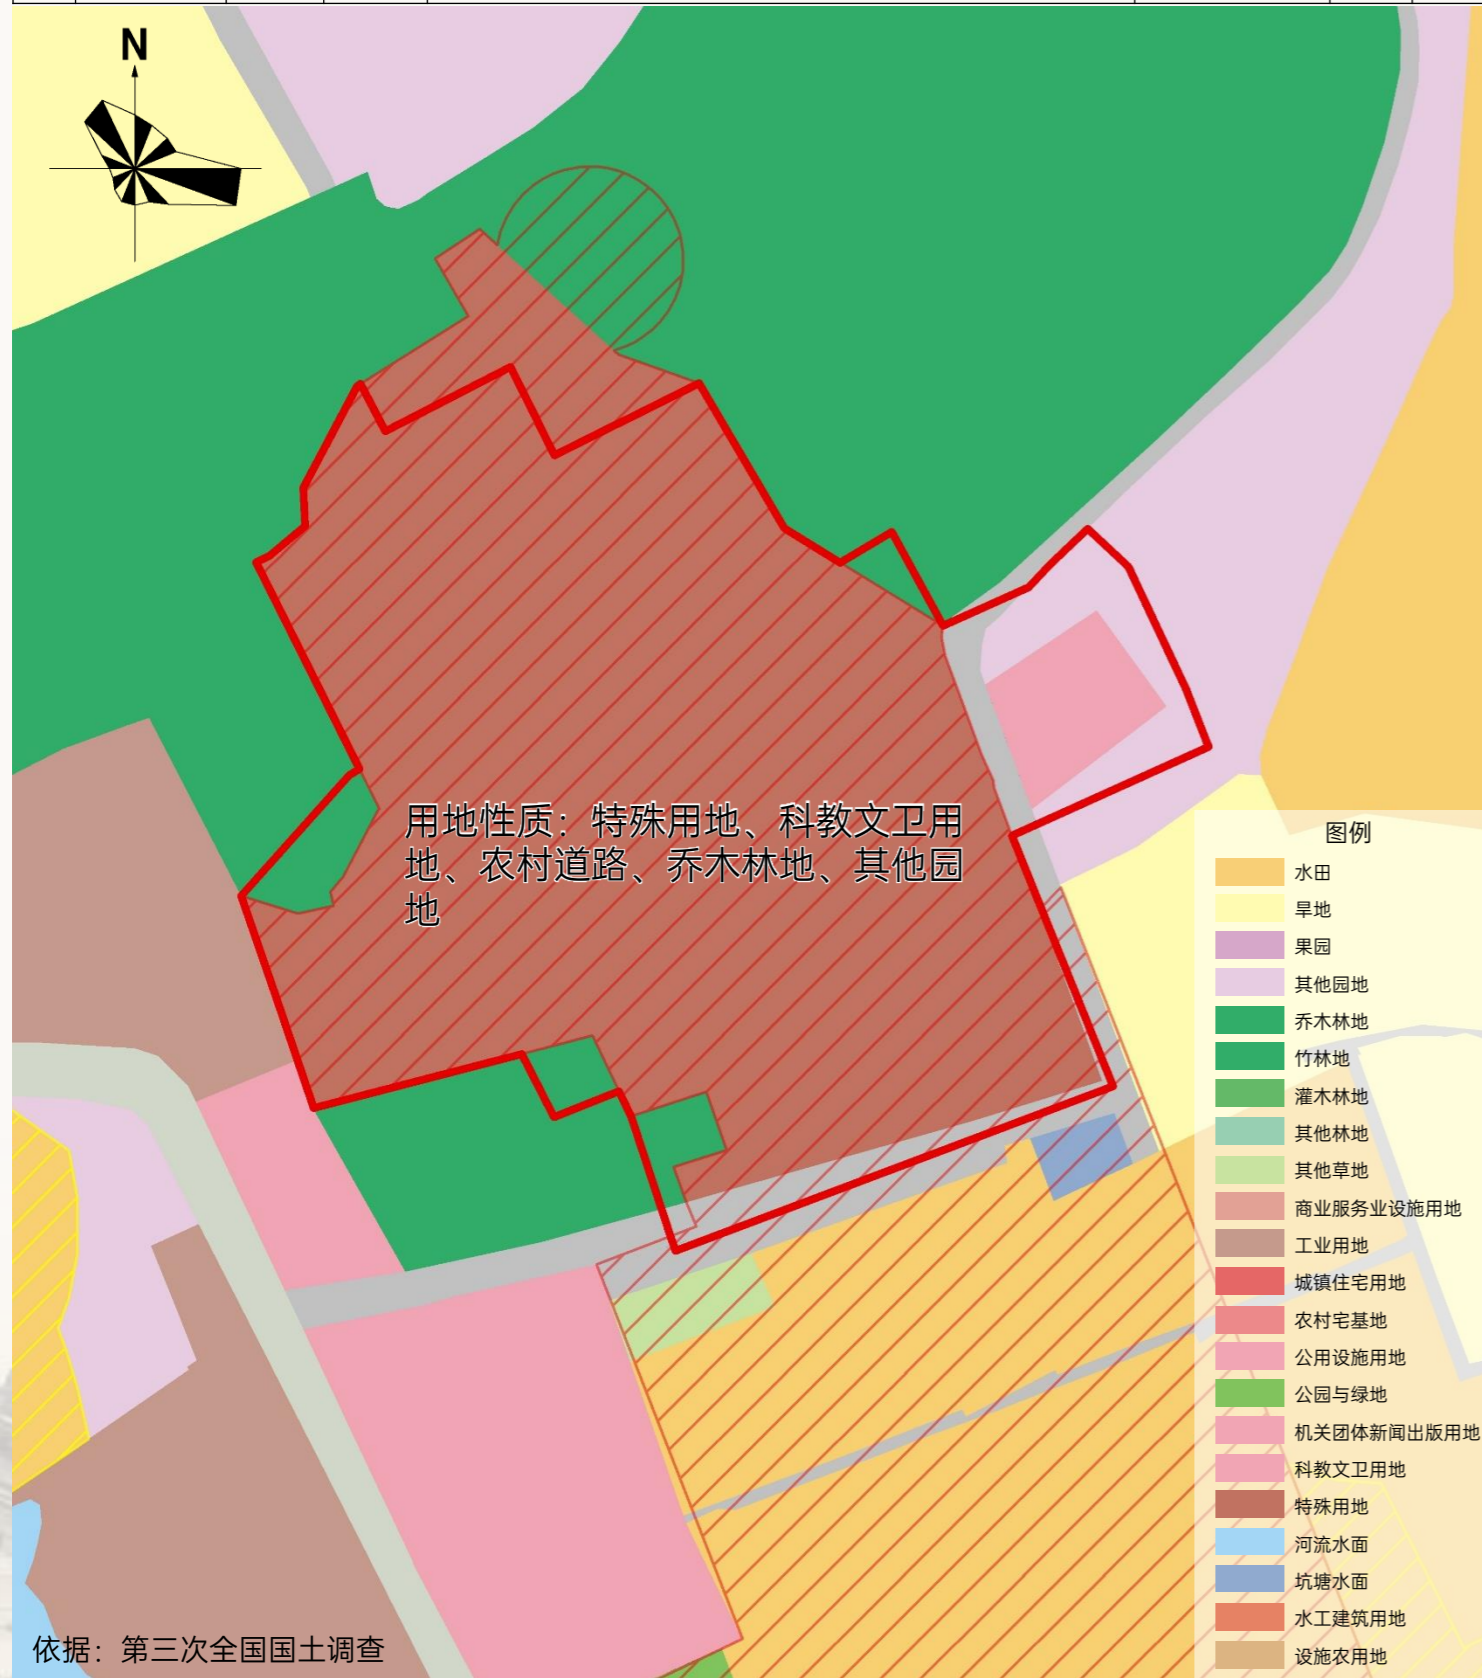 N
用地性质：特殊用地、科教文卫用
地、农村道路、乔木林地、其他园
地
图例
水田
旱地
果园
其他园地
乔木林地
竹林地
灌木林地
其他林地
其他草地
商业服务业设施用地
工业用地
城镇住宅用地
农村宅基地
公用设施用地
公园与绿地
机关团体新闻出版用地
科教文卫用地
特殊用地
河流水面
坑塘水面
水工建筑用地
设施农用地
依据：第三次全国国土调查